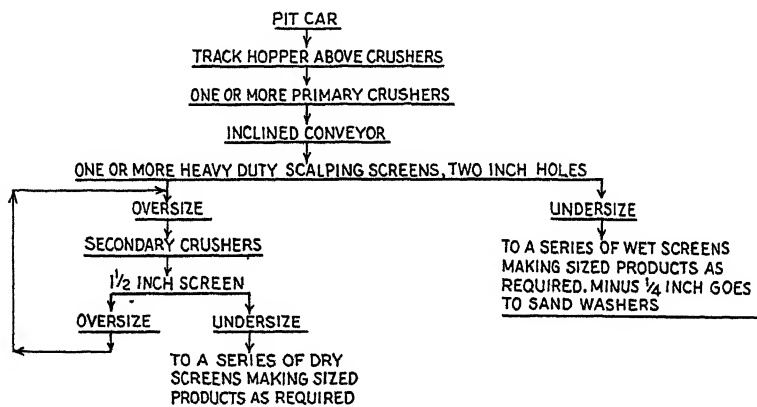 PIT CAR
TRACK HOPPER ABOVE CRUSHERS
ONE OR MORE PRIMARY CRUSHERS
INCLINED CONVEYOR
ONE OR MORE HEAVY DUTY SCALPING SCREENS, TWO INCH HOLES
OVERSIZE
SECONDARY CRUSHERS
1 1/2 INCH SCREEN
OVERSIZE
UNDERSIZE
TO A SERIES OF DRY
SCREENS MAKING SIZED
PRODUCTS AS REQUIRED
UNDERSIZE
TO A SERIES OF WET SCREENS
MAKING SIZED PRODUCTS AS
REQUIRED. MINUS 1/4 INCH GOES
TO SAND WASHERS